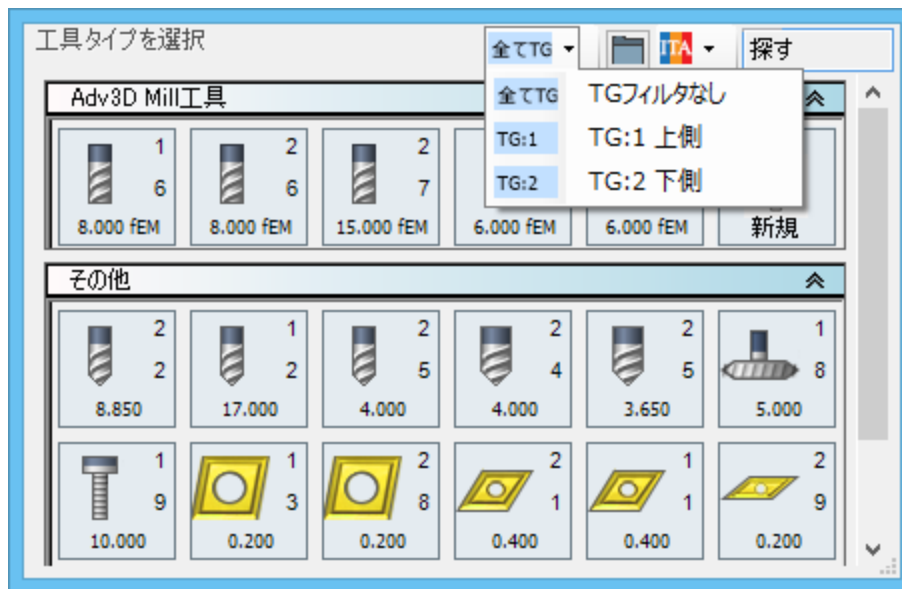 工具タイプを選択
全てTG
ITA
探す
全てTG TGフィルタなし
TG:1 TG:1 上側
TG:2 TG:2 下側
Adv3D Mill工具
1 2 2
6 6 7
8.000 fEM 8.000 fEM 15.000 fEM 6.000 fEM 6.000 fEM 新規
その他
2 1 2 2 2 1
2 2 5 4 5 8
8.850 17.000 4.000 4.000 3.650 5.000
1 1 2 2 1 2
9 3 8 1 1 9
10.000 0.200 0.200 0.400 0.400 0.200